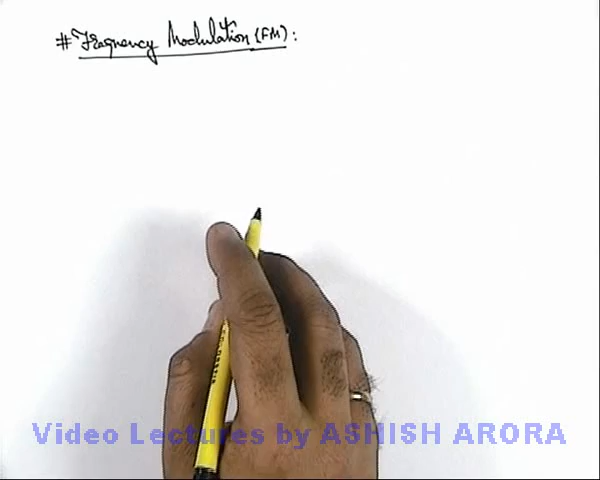 # Frequency Modulation (FM) :
Video Lectures by ASHISH ARORA